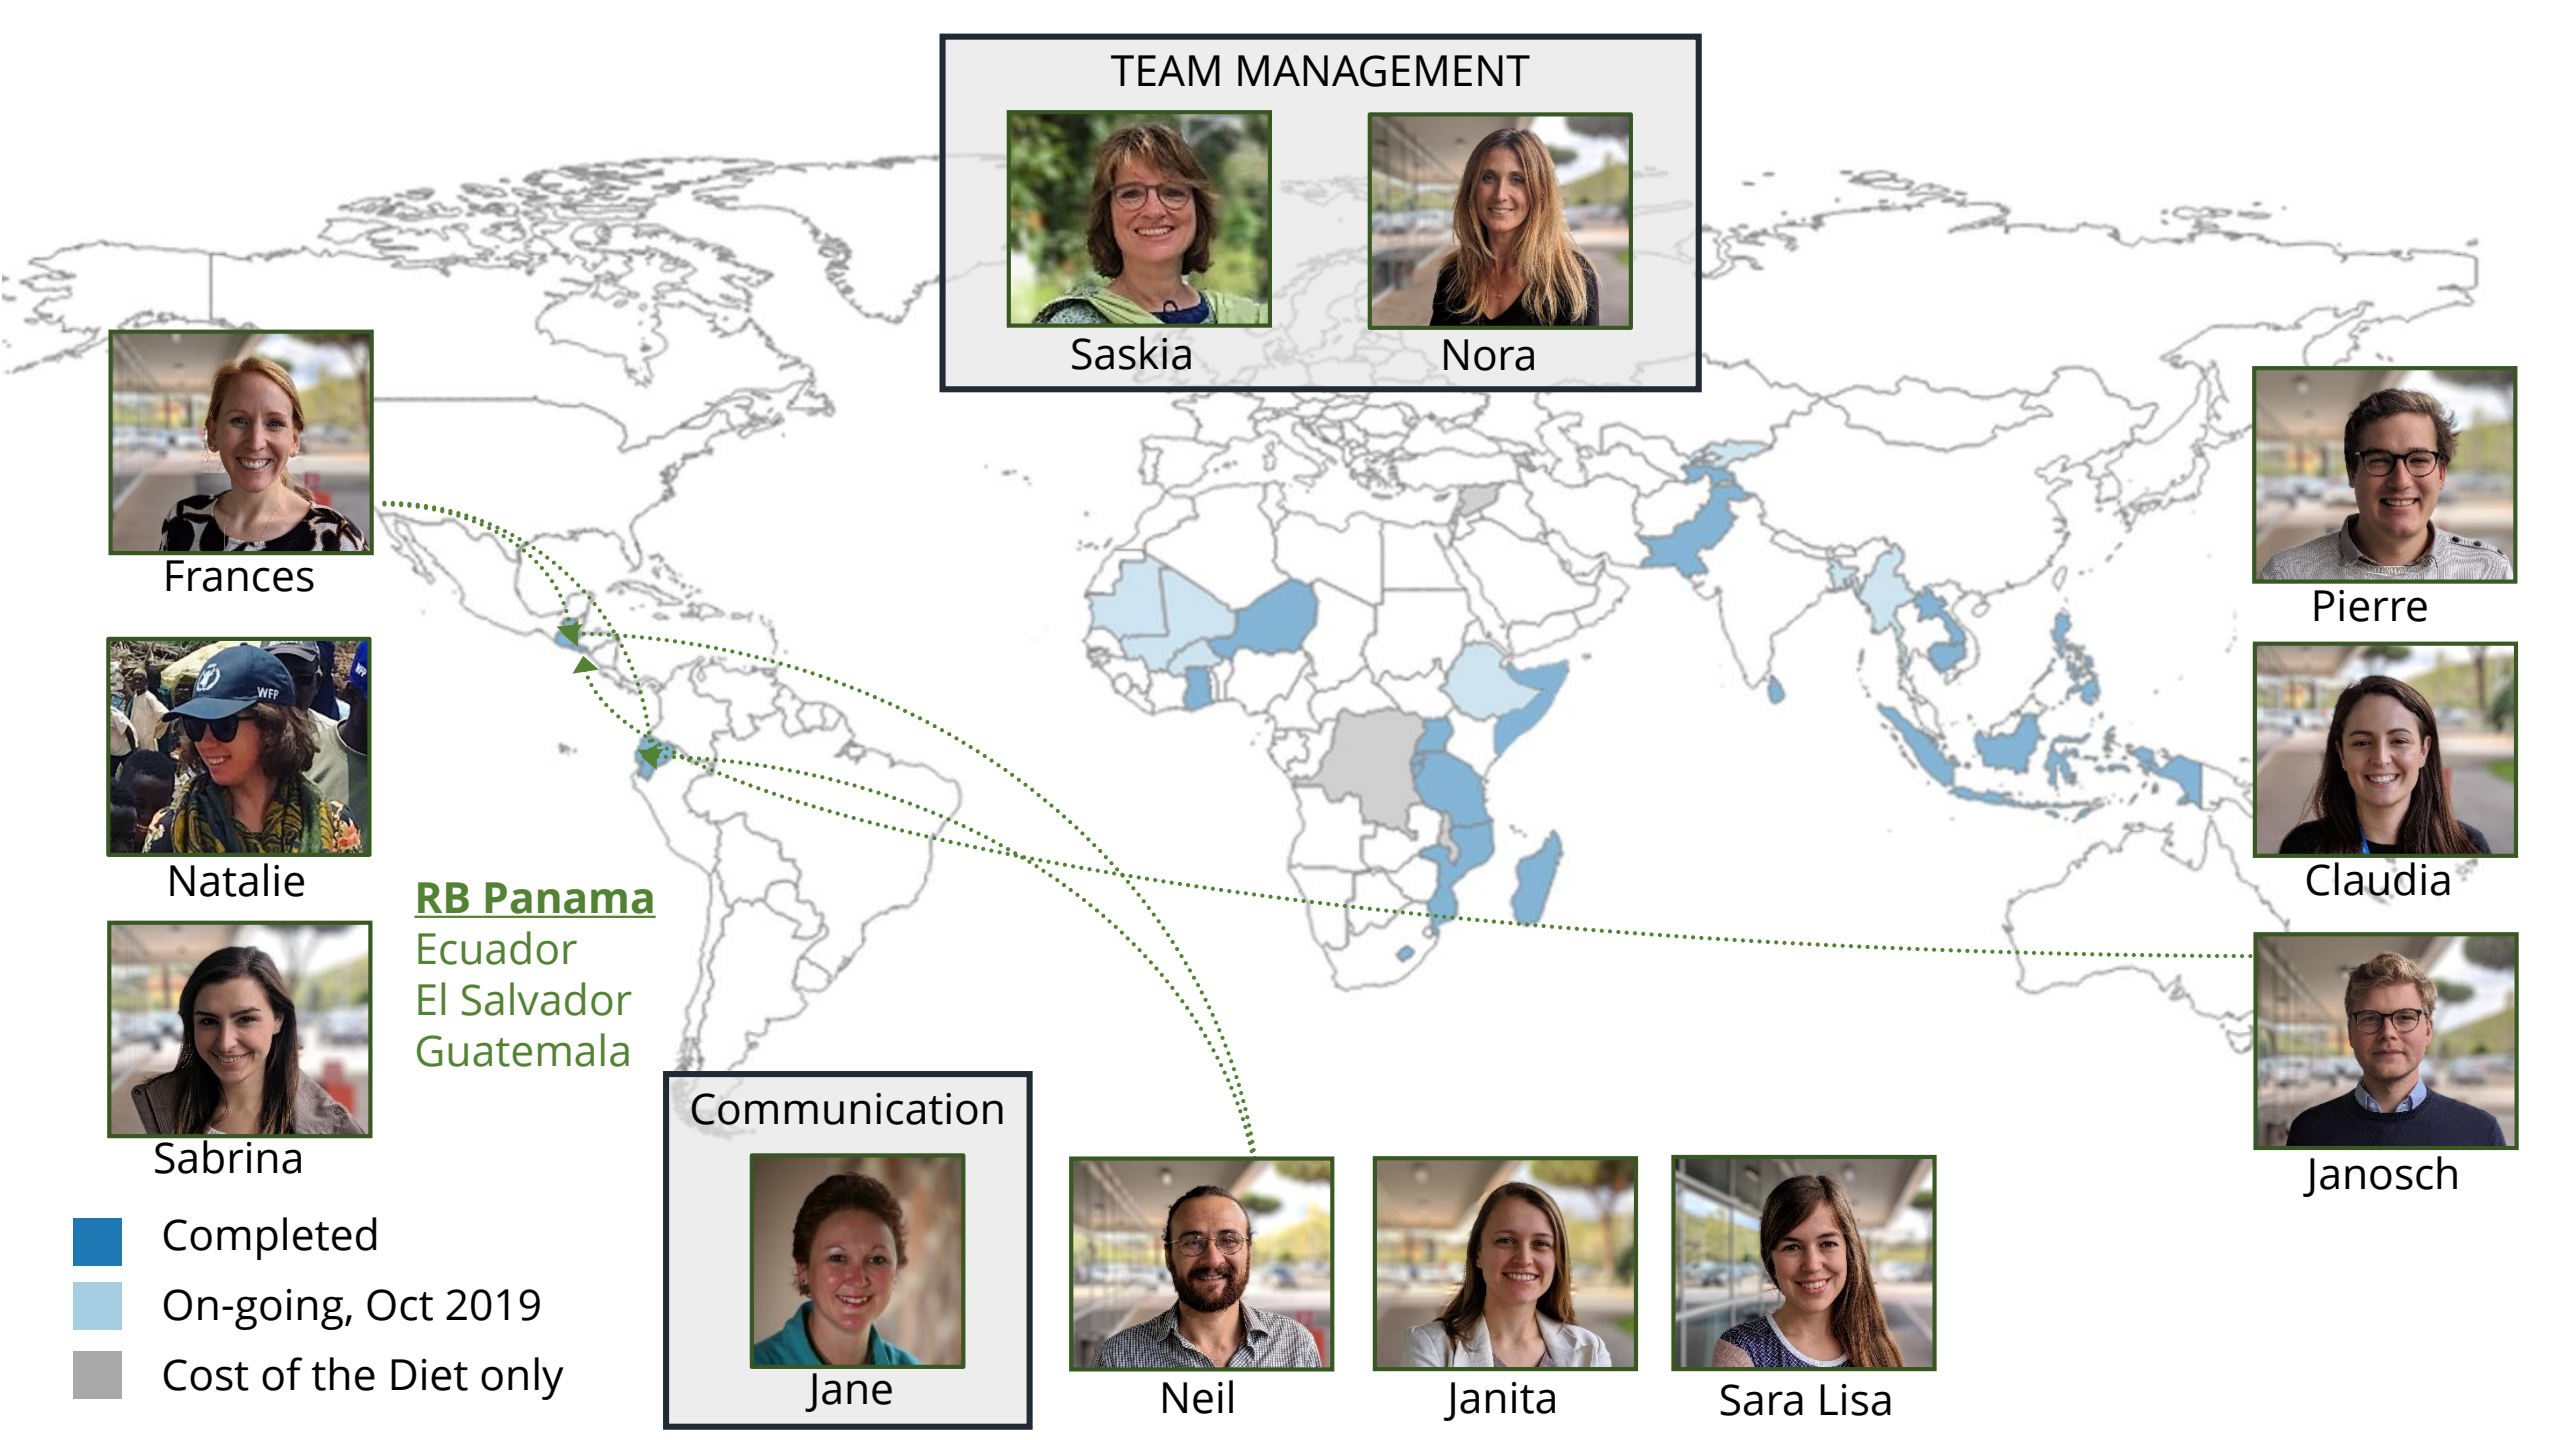 TEAM MANAGEMENT
Saskia
Nora
Frances
Pierre
WFP
Natalie
Claudia
RB Panama
Ecuador
El Salvador
Guatemala
Sabrina
Janosch
Communication
Jane
Neil
Janita
Sara Lisa
Completed
On-going, Oct 2019
Cost of the Diet only